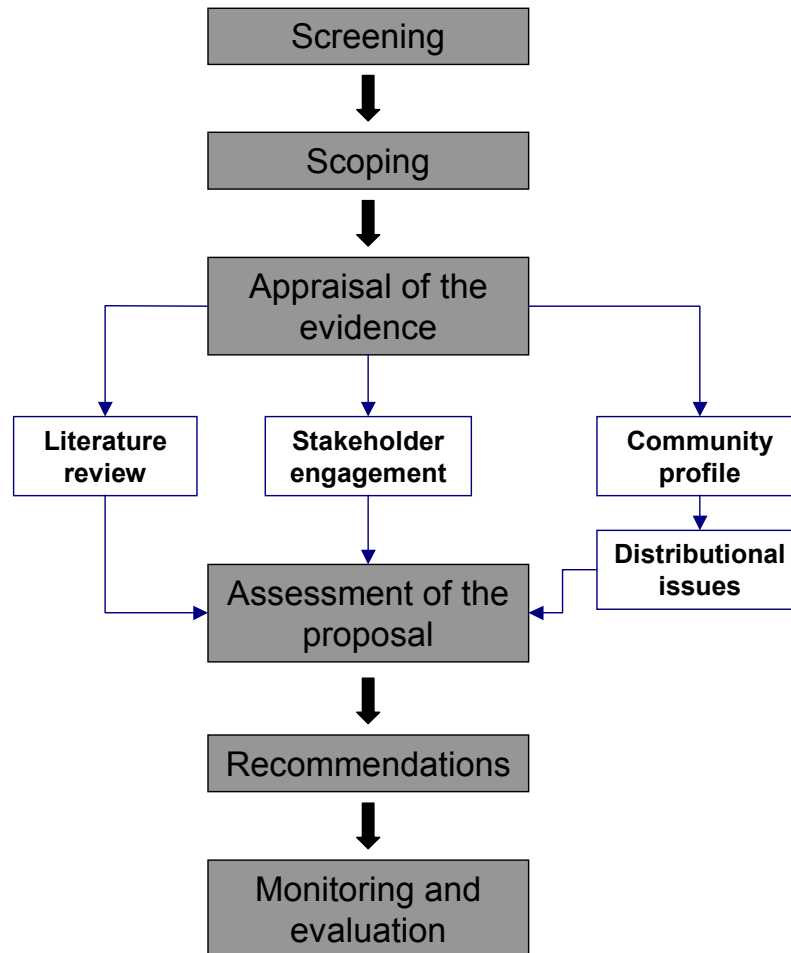 Screening
Scoping
Appraisal of the
evidence
Literature
review
Stakeholder
engagement
Community
profile
Distributional
issues
Assessment of the
proposal
Recommendations
Monitoring and
evaluation